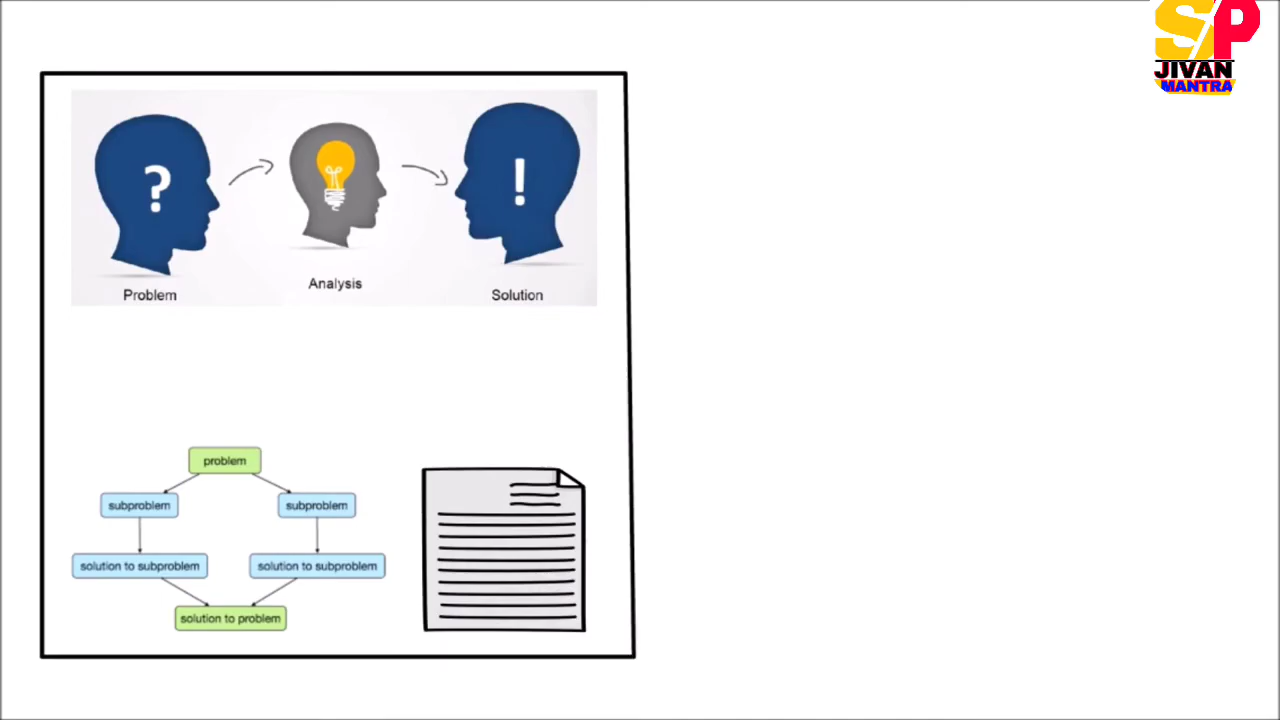 SP
JIVAN
MANTRA
?
!
Problem
Analysis
Solution
problem
subproblem
subproblem
solution to subproblem
solution to subproblem
solution to problem